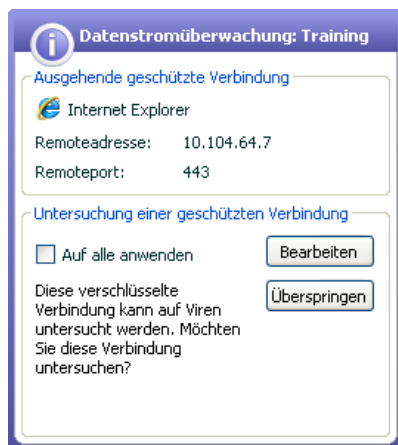 Datenstromüberwachung: Training
Ausgehende geschützte Verbindung
Internet Explorer
Remoteadresse: 10.104.64.7
Remoteport: 443
Untersuchung einer geschützten Verbindung
Auf alle anwenden
Bearbeiten
Diese verschlüsselte
Verbindung kann auf Viren
untersucht werden. Möchten
Sie diese Verbindung
untersuchen?
Überspringen